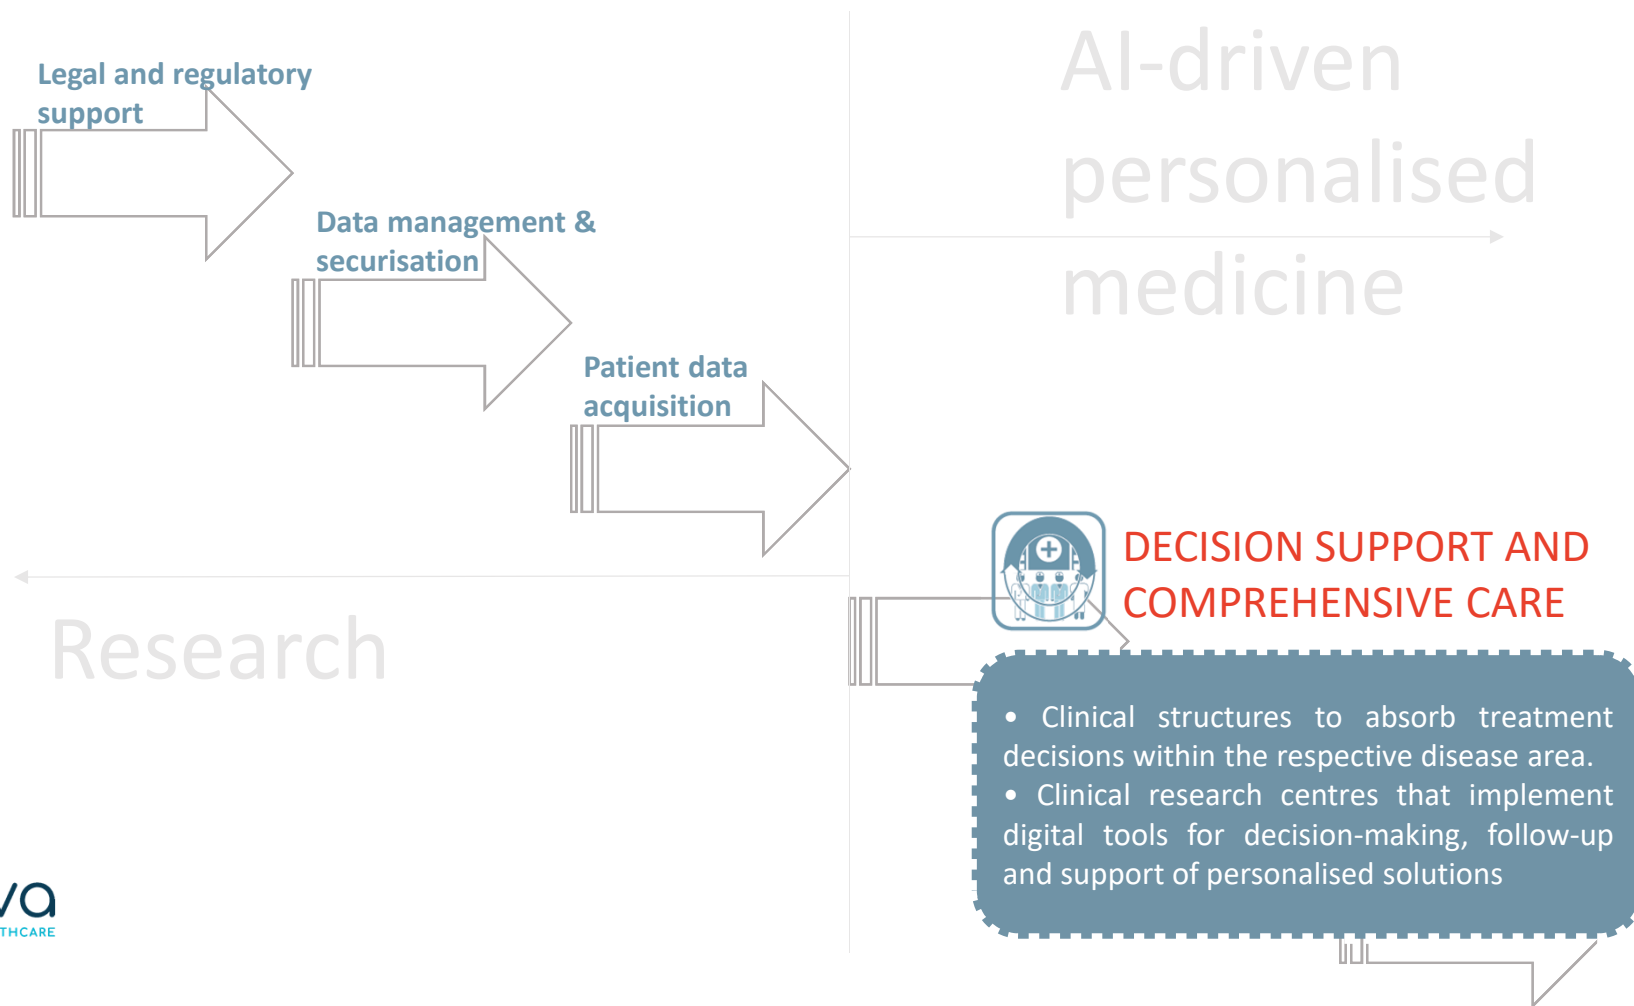 Legal and regulatory
support
AI-driven
personalised
medicine
Data management &
securisation
Patient data
acquisition
Research
DECISION SUPPORT AND
COMPREHENSIVE CARE
• Clinical structures to absorb treatment
decisions within the respective disease area.
• Clinical research centres that implement
digital tools for decision-making, follow-up
and support of personalised solutions